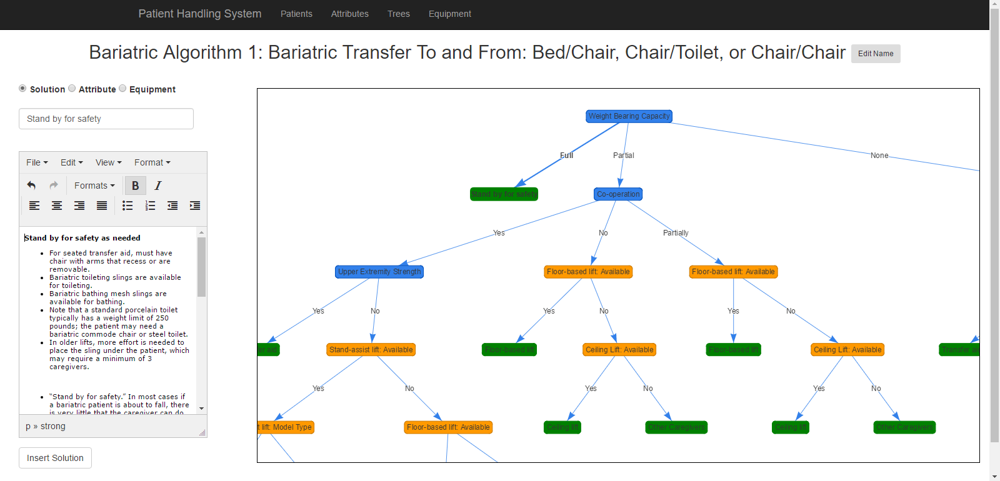 Patient Handling System Patients Attributes Trees Equipment
Bariatric Algorithm 1: Bariatric Transfer To and From: Bed/Chair, Chair/Toilet, or Chair/Chair Edit Name
Solution Attribute Equipment
Stand by for safety
File Edit View Format
Formats B I
Stand by for safety as needed
For seated transfer aid, must have
chair with arms that recess or are
removable.
Bariatric toileting slings are available
for toileting.
Bariatric bathing mesh slings are
available for bathing.
Note that a standard porcelain toilet
typically has a weight limit of 250
pounds; the patient may need a
bariatric commode chair or steel toilet.
In older lifts, more effort is needed to
place the sling under the patient, which
may require a minimum of 3
caregivers.
“Stand by for safety.” In most cases if
a bariatric patient is about to fall, there
is very little that the caregiver can do
p » strong
Insert Solution
Weight Bearing Capacity
Full Partial None
Stand by for safety Co-operation
Yes No Partially
Upper Extremity Strength Floor-based lift: Available Floor-based lift: Available
Yes No Yes No Yes No
er aid Stand-assist lift: Available Floor-based lift Ceiling Lift: Available Floor-based lift Ceiling Lift: Available Transfer aid
Yes No Yes No Yes No
t lift: Model Type Floor-based lift: Available Ceiling lift Other Caregivers Ceiling lift Other Caregivers